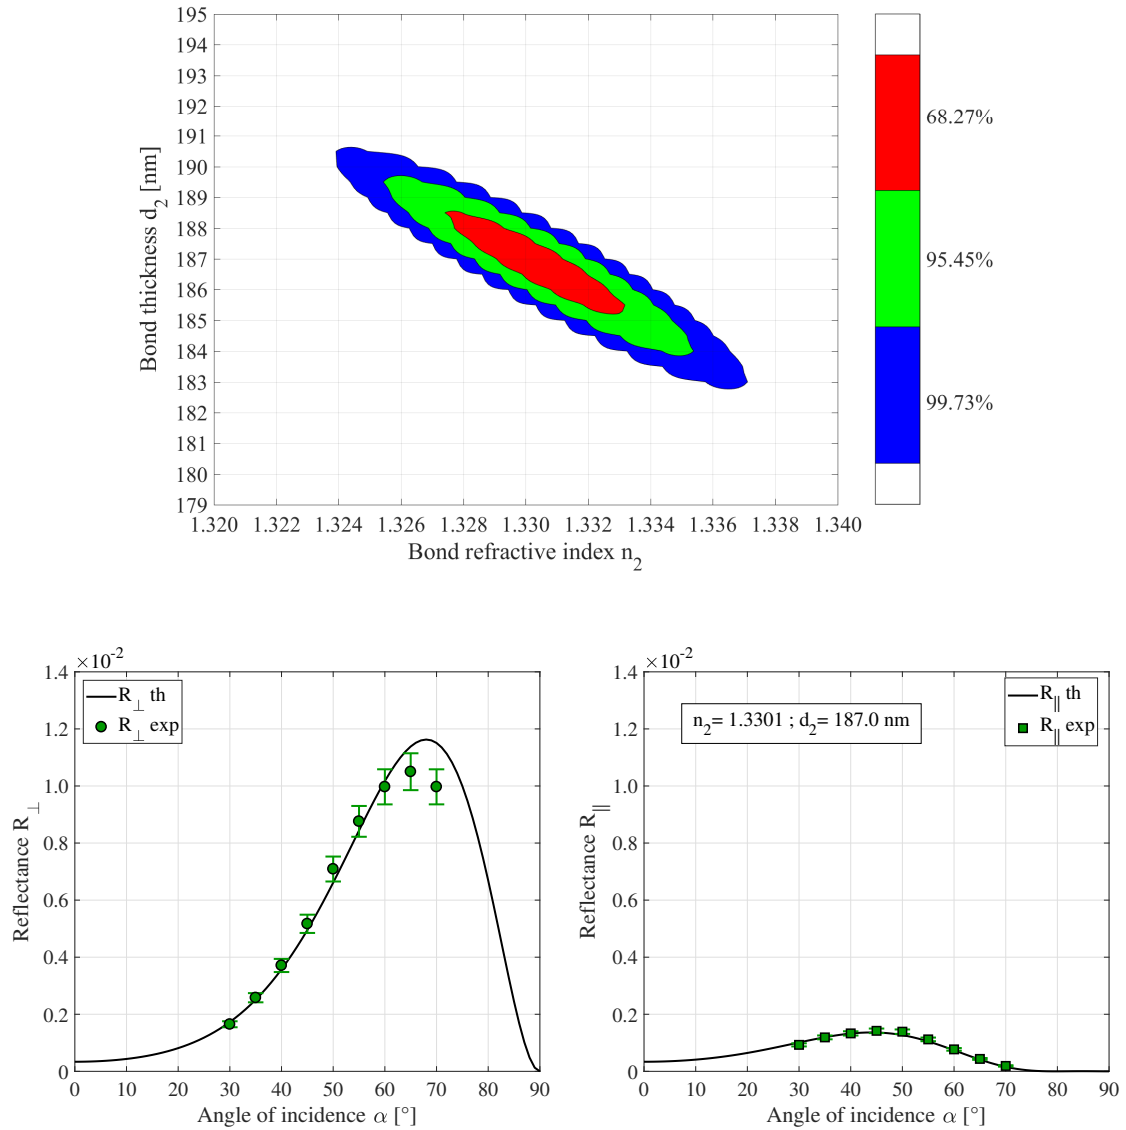 195
194
193
192
191
190
189
188
187
186
185
184
183
182
181
180
179
Bond thickness d2 [nm]
1.320 1.322 1.324 1.326 1.328 1.330 1.332 1.334 1.336 1.338 1.340
Bond refractive index n2
68.27%
95.45%
99.73%
×10-2
1.4
1.2
1.0
0.8
0.6
0.4
0.2
0
Reflectance R⊥
R⊥ th
R⊥ exp
0 10 20 30 40 50 60 70 80 90
Angle of incidence α [°]
×10-2
1.4
1.2
1.0
0.8
0.6
0.4
0.2
0
Reflectance R||
n2= 1.3301 ; d2= 187.0 nm
R|| th
R|| exp
0 10 20 30 40 50 60 70 80 90
Angle of incidence α [°]